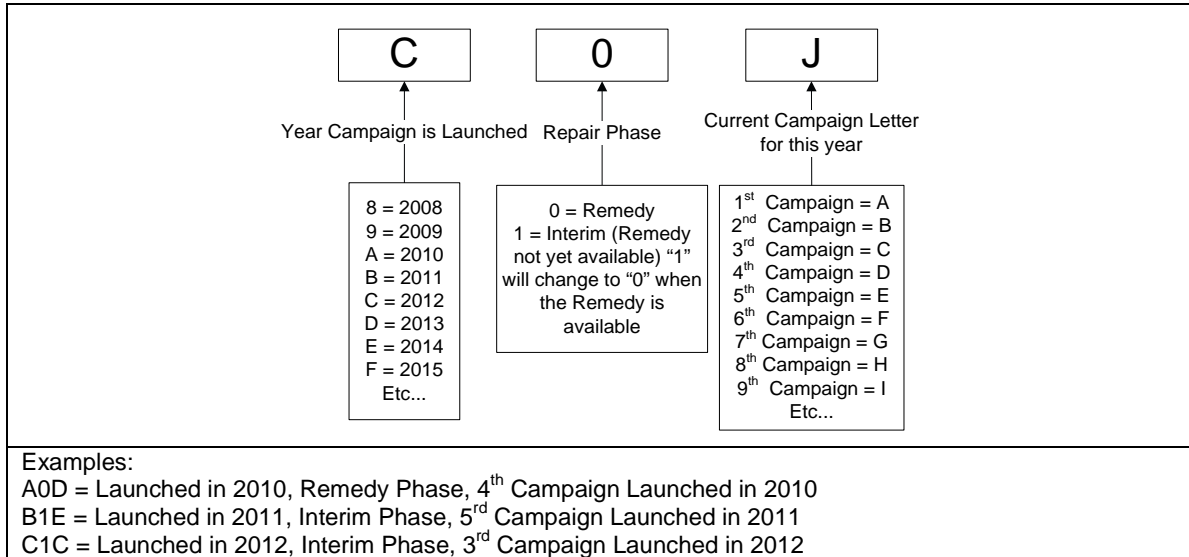 C 0 J
Year Campaign is Launched
Repair Phase
Current Campaign Letter
for this year
8 = 2008
9 = 2009
A = 2010
B = 2011
C = 2012
D = 2013
E = 2014
F = 2015
Etc...
0 = Remedy
1 = Interim (Remedy
not yet available) “1”
will change to “0” when
the Remedy is
available
1st Campaign = A
2nd Campaign = B
3rd Campaign = C
4th Campaign = D
5th Campaign = E
6th Campaign = F
7th Campaign = G
8th Campaign = H
9th Campaign = I
Etc...
Examples:
A0D = Launched in 2010, Remedy Phase, 4th Campaign Launched in 2010
B1E = Launched in 2011, Interim Phase, 5rd Campaign Launched in 2011
C1C = Launched in 2012, Interim Phase, 3rd Campaign Launched in 2012